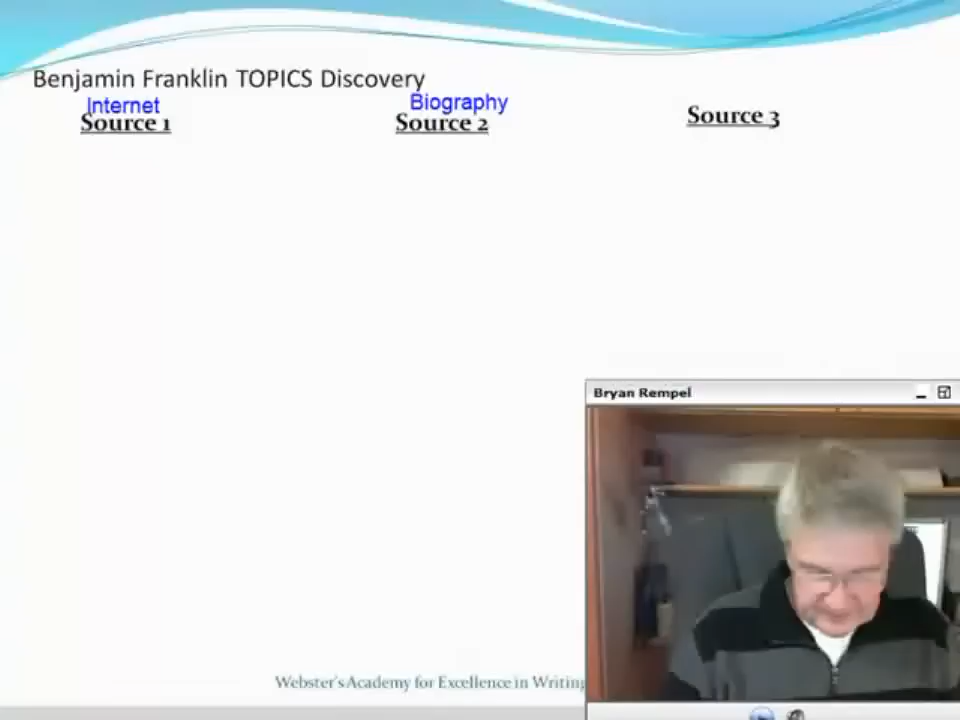 Benjamin Franklin TOPICS Discovery
Internet
Biography
Source 1
Source 2
Source 3
Bryan Rempel
Webster's Academy for Excellence in Writing